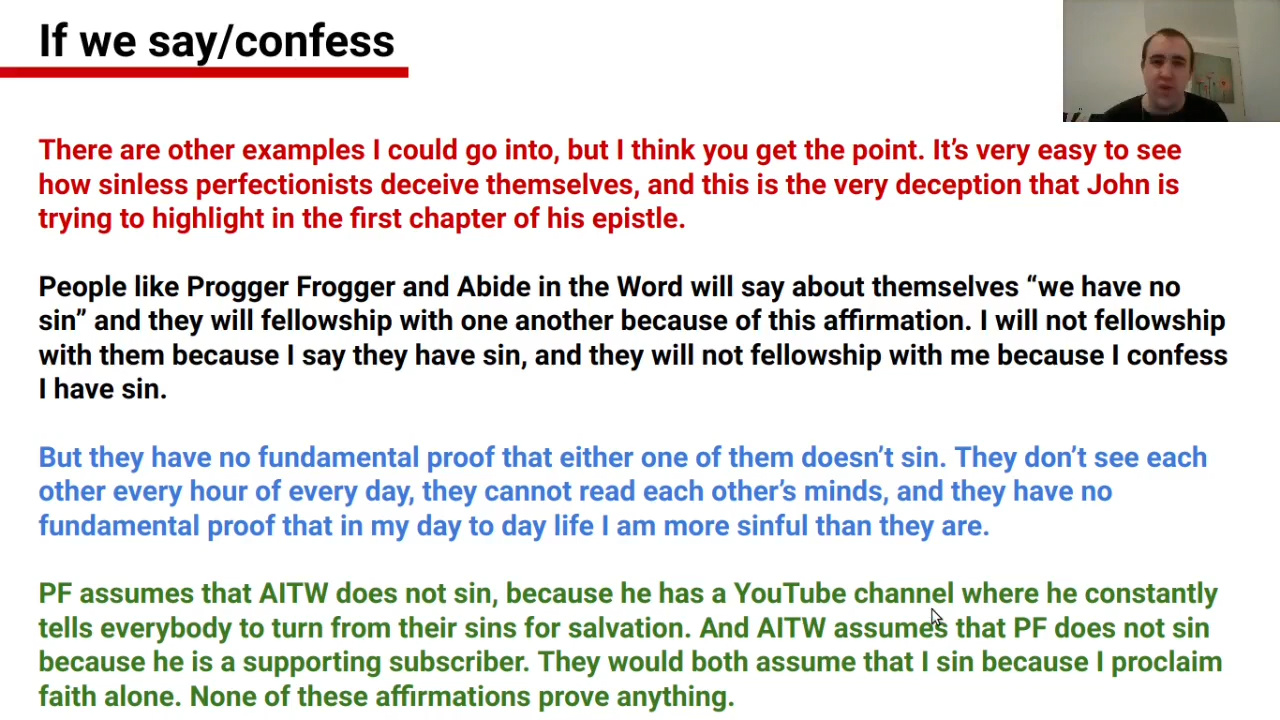 If we say/confess
There are other examples I could go into, but I think you get the point. It’s very easy to see
how sinless perfectionists deceive themselves, and this is the very deception that John is
trying to highlight in the first chapter of his epistle.
People like Progger Frogger and Abide in the Word will say about themselves “we have no
sin” and they will fellowship with one another because of this affirmation. I will not fellowship
with them because I say they have sin, and they will not fellowship with me because I confess
I have sin.
But they have no fundamental proof that either one of them doesn’t sin. They don’t see each
other every hour of every day, they cannot read each other’s minds, and they have no
fundamental proof that in my day to day life I am more sinful than they are.
PF assumes that AITW does not sin, because he has a YouTube channel where he constantly
tells everybody to turn from their sins for salvation. And AITW assumes that PF does not sin
because he is a supporting subscriber. They would both assume that I sin because I proclaim
faith alone. None of these affirmations prove anything.